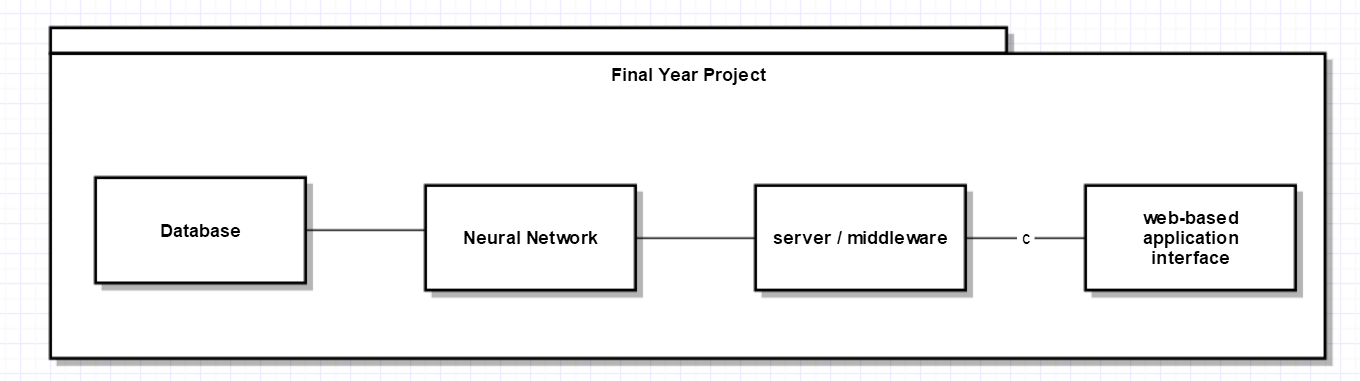 Final Year Project
Database
Neural Network
server / middleware
c
web-based
application
interface